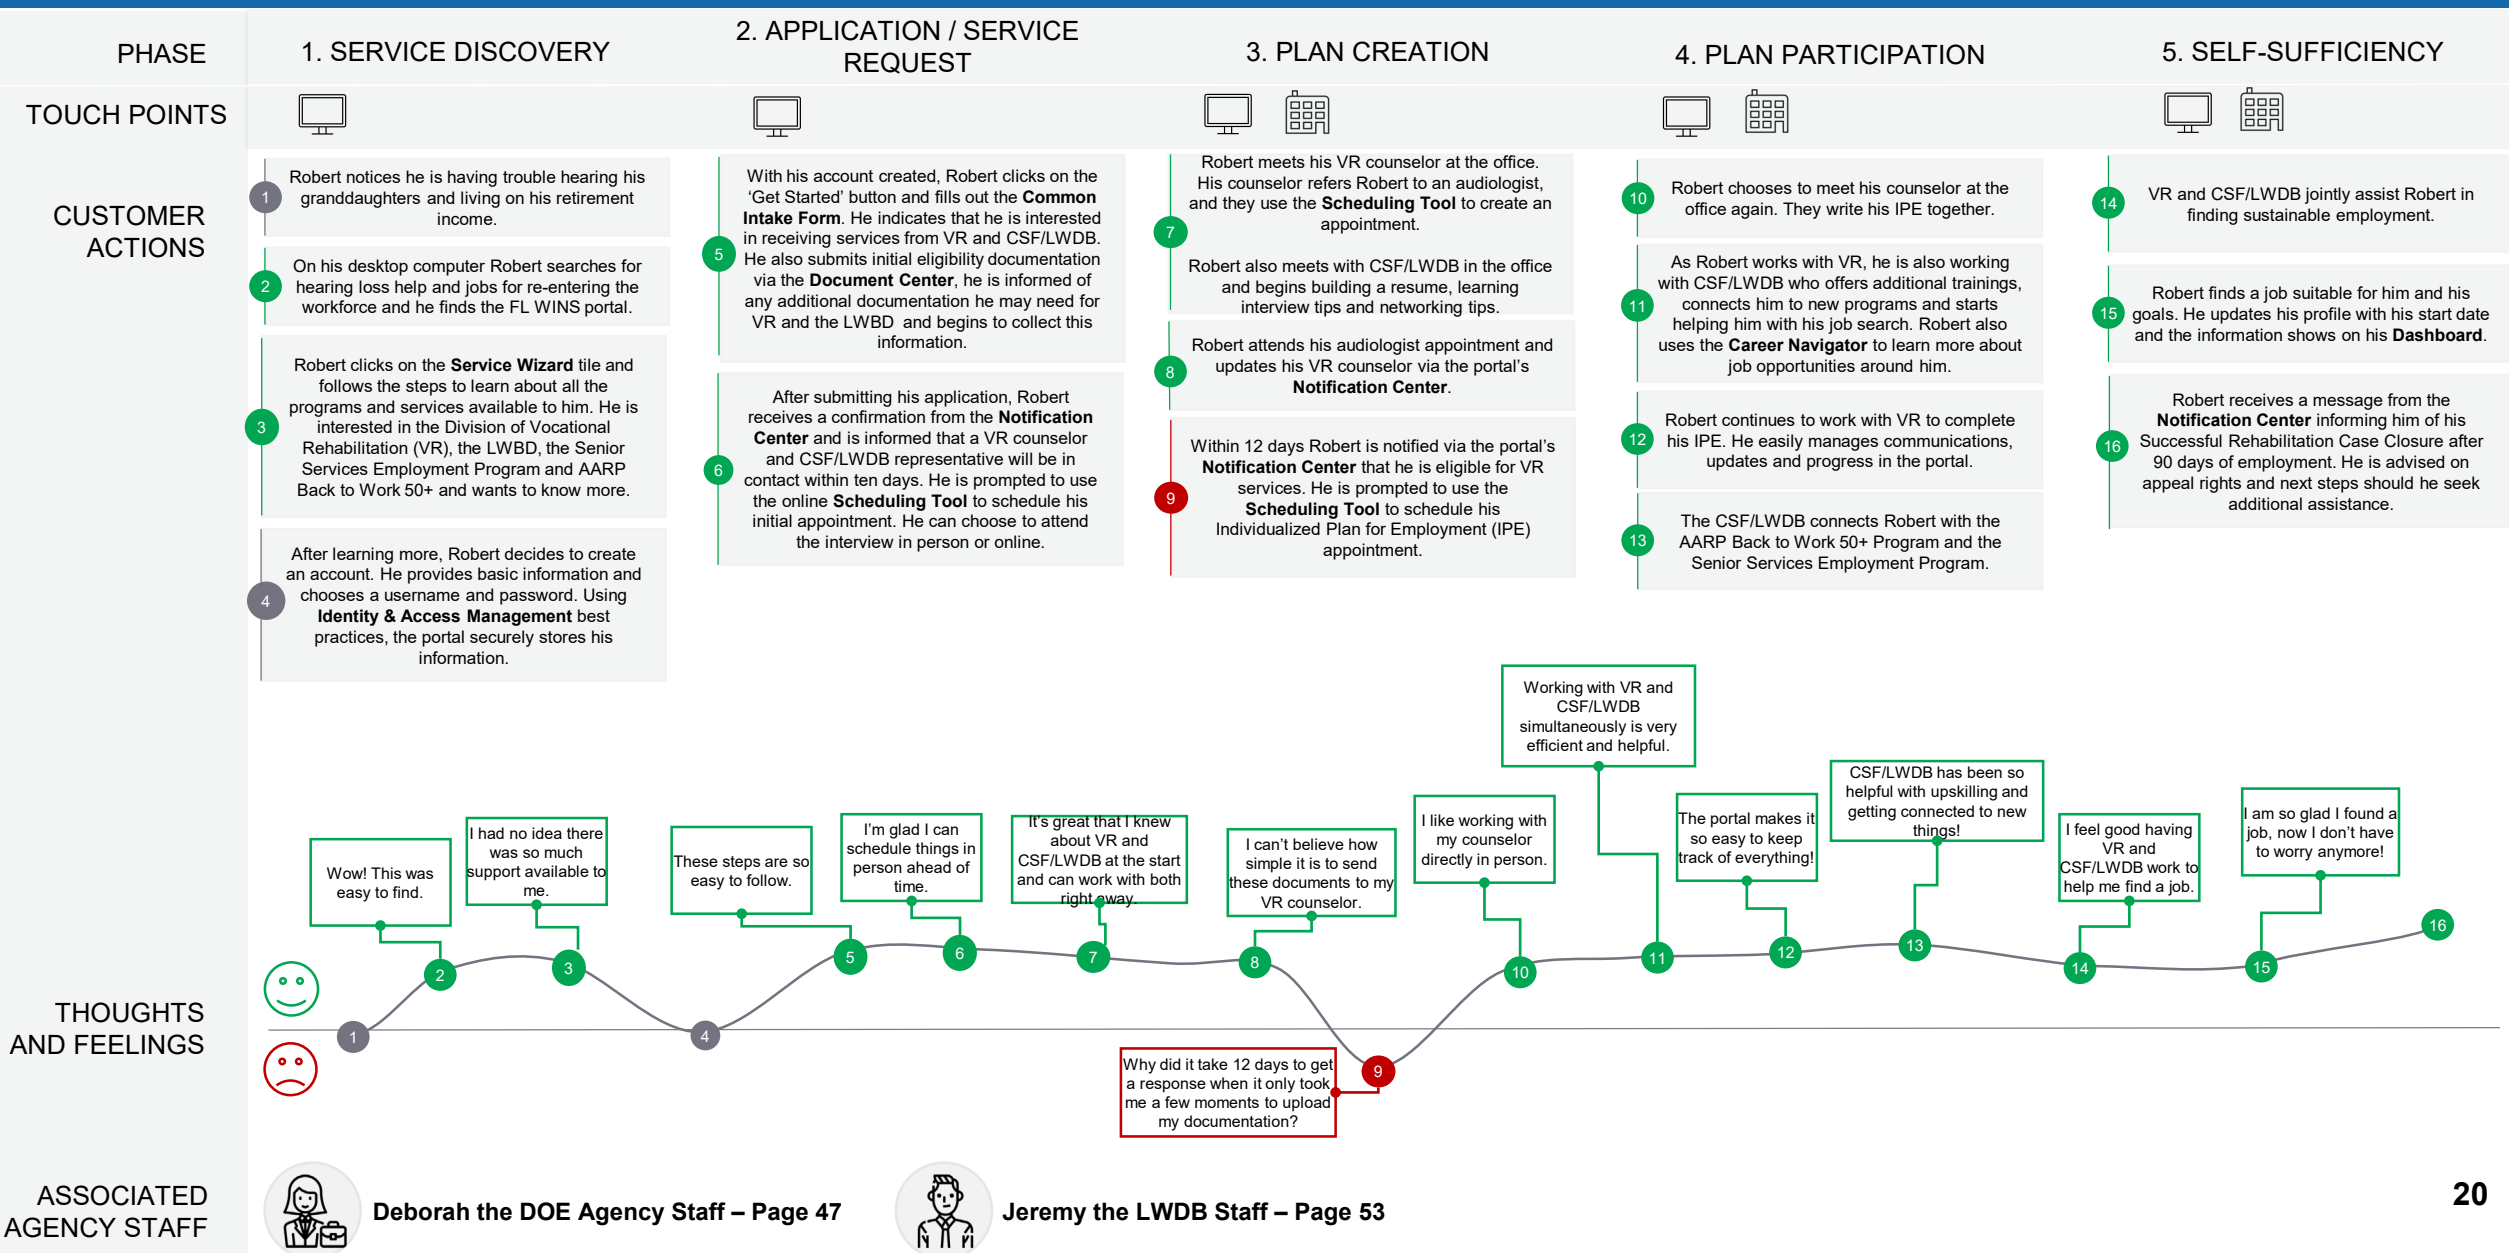 PHASE
1. SERVICE DISCOVERY
2. APPLICATION / SERVICE
REQUEST
3. PLAN CREATION
4. PLAN PARTICIPATION
5. SELF-SUFFICIENCY
TOUCH POINTS
CUSTOMER
ACTIONS
1
Robert notices he is having trouble hearing his
granddaughters and living on his retirement
income.
2
On his desktop computer Robert searches for
hearing loss help and jobs for re-entering the
workforce and he finds the FL WINS portal.
3
Robert clicks on the Service Wizard tile and
follows the steps to learn about all the
programs and services available to him. He is
interested in the Division of Vocational
Rehabilitation (VR), the LWBD, the Senior
Services Employment Program and AARP
Back to Work 50+ and wants to know more.
4
After learning more, Robert decides to create
an account. He provides basic information and
chooses a username and password. Using
Identity & Access Management best
practices, the portal securely stores his
information.
5
With his account created, Robert clicks on the
‘Get Started’ button and fills out the Common
Intake Form. He indicates that he is interested
in receiving services from VR and CSF/LWDB.
He also submits initial eligibility documentation
via the Document Center, he is informed of
any additional documentation he may need for
VR and the LWBD and begins to collect this
information.
6
After submitting his application, Robert
receives a confirmation from the Notification
Center and is informed that a VR counselor
and CSF/LWDB representative will be in
contact within ten days. He is prompted to use
the online Scheduling Tool to schedule his
initial appointment. He can choose to attend
the interview in person or online.
7
Robert meets his VR counselor at the office.
His counselor refers Robert to an audiologist,
and they use the Scheduling Tool to create an
appointment.
Robert also meets with CSF/LWDB in the office
and begins building a resume, learning
interview tips and networking tips.
8
Robert attends his audiologist appointment and
updates his VR counselor via the portal’s
Notification Center.
9
Within 12 days Robert is notified via the portal’s
Notification Center that he is eligible for VR
services. He is prompted to use the
Scheduling Tool to schedule his
Individualized Plan for Employment (IPE)
appointment.
10
Robert chooses to meet his counselor at the
office again. They write his IPE together.
11
As Robert works with VR, he is also working
with CSF/LWDB who offers additional trainings,
connects him to new programs and starts
helping him with his job search. Robert also
uses the Career Navigator to learn more about
job opportunities around him.
12
Robert continues to work with VR to complete
his IPE. He easily manages communications,
updates and progress in the portal.
13
The CSF/LWDB connects Robert with the
AARP Back to Work 50+ Program and the
Senior Services Employment Program.
14
VR and CSF/LWDB jointly assist Robert in
finding sustainable employment.
15
Robert finds a job suitable for him and his
goals. He updates his profile with his start date
and the information shows on his Dashboard.
16
Robert receives a message from the
Notification Center informing him of his
Successful Rehabilitation Case Closure after
90 days of employment. He is advised on
appeal rights and next steps should he seek
additional assistance.
THOUGHTS
AND FEELINGS
Wow! This was
easy to find.
I had no idea there
was so much
support available to
me.
These steps are so
easy to follow.
I’m glad I can
schedule things in
person ahead of
time.
It’s great that I knew
about VR and
CSF/LWDB at the start
and can work with both
right away.
I can’t believe how
simple it is to send
these documents to my
VR counselor.
Why did it take 12 days to get
a response when it only took
me a few moments to upload
my documentation?
I like working with
my counselor
directly in person.
Working with VR and
CSF/LWDB
simultaneously is very
efficient and helpful.
The portal makes it
so easy to keep
track of everything!
CSF/LWDB has been so
helpful with upskilling and
getting connected to new
things!
I feel good having
VR and
CSF/LWDB work to
help me find a job.
I am so glad I found a
job, now I don’t have
to worry anymore!
1
2
3
4
5
6
7
8
9
10
11
12
13
14
15
16
ASSOCIATED
AGENCY STAFF
Deborah the DOE Agency Staff – Page 47
Jeremy the LWDB Staff – Page 53
20